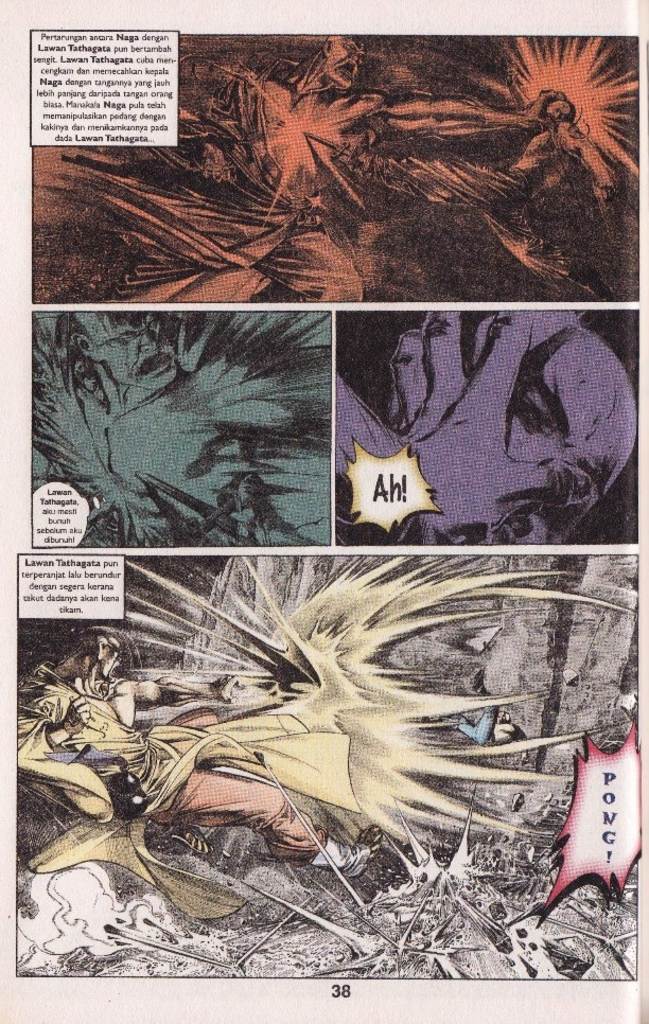 Pertarungan antara Naga dengan
Lawan Tathagata pun bertambah
sengit. Lawan Tathagata cuba men-
cengkam dan memecahkan kepala
Naga dengan tangannya yang jauh
lebih panjang daripada tangan orang
biasa. Manakala Naga pula telah
memanipulasikan pedang dengan
kakinya dan menikamkannya pada
dada Lawan Tathagata...
Lawan
Tathagata,
aku mesti
bunuh
sebelum aku
dibunuh!
Ah!
Lawan Tathagata pun
terperanjat lalu berundur
dengan segera kerana
takut dadanya akan kena
tikam.
PONG!
38